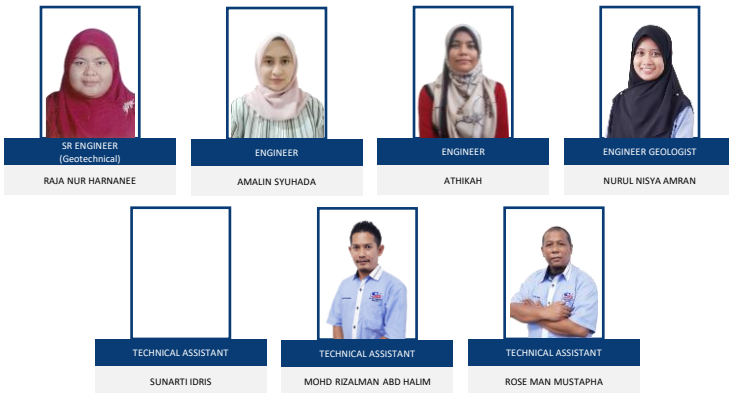 SR ENGINEER
(Geotechnical)
RAJA NUR HARNANEE
ENGINEER
AMALIN SYUHADA
ENGINEER
ATHIKAH
ENGINEER GEOLOGIST
NURUL NISYA AMRAN
TECHNICAL ASSISTANT
SUNARTI IDRIS
TECHNICAL ASSISTANT
MOHD RIZALMAN ABD HALIM
TECHNICAL ASSISTANT
ROSE MAN MUSTAPHA